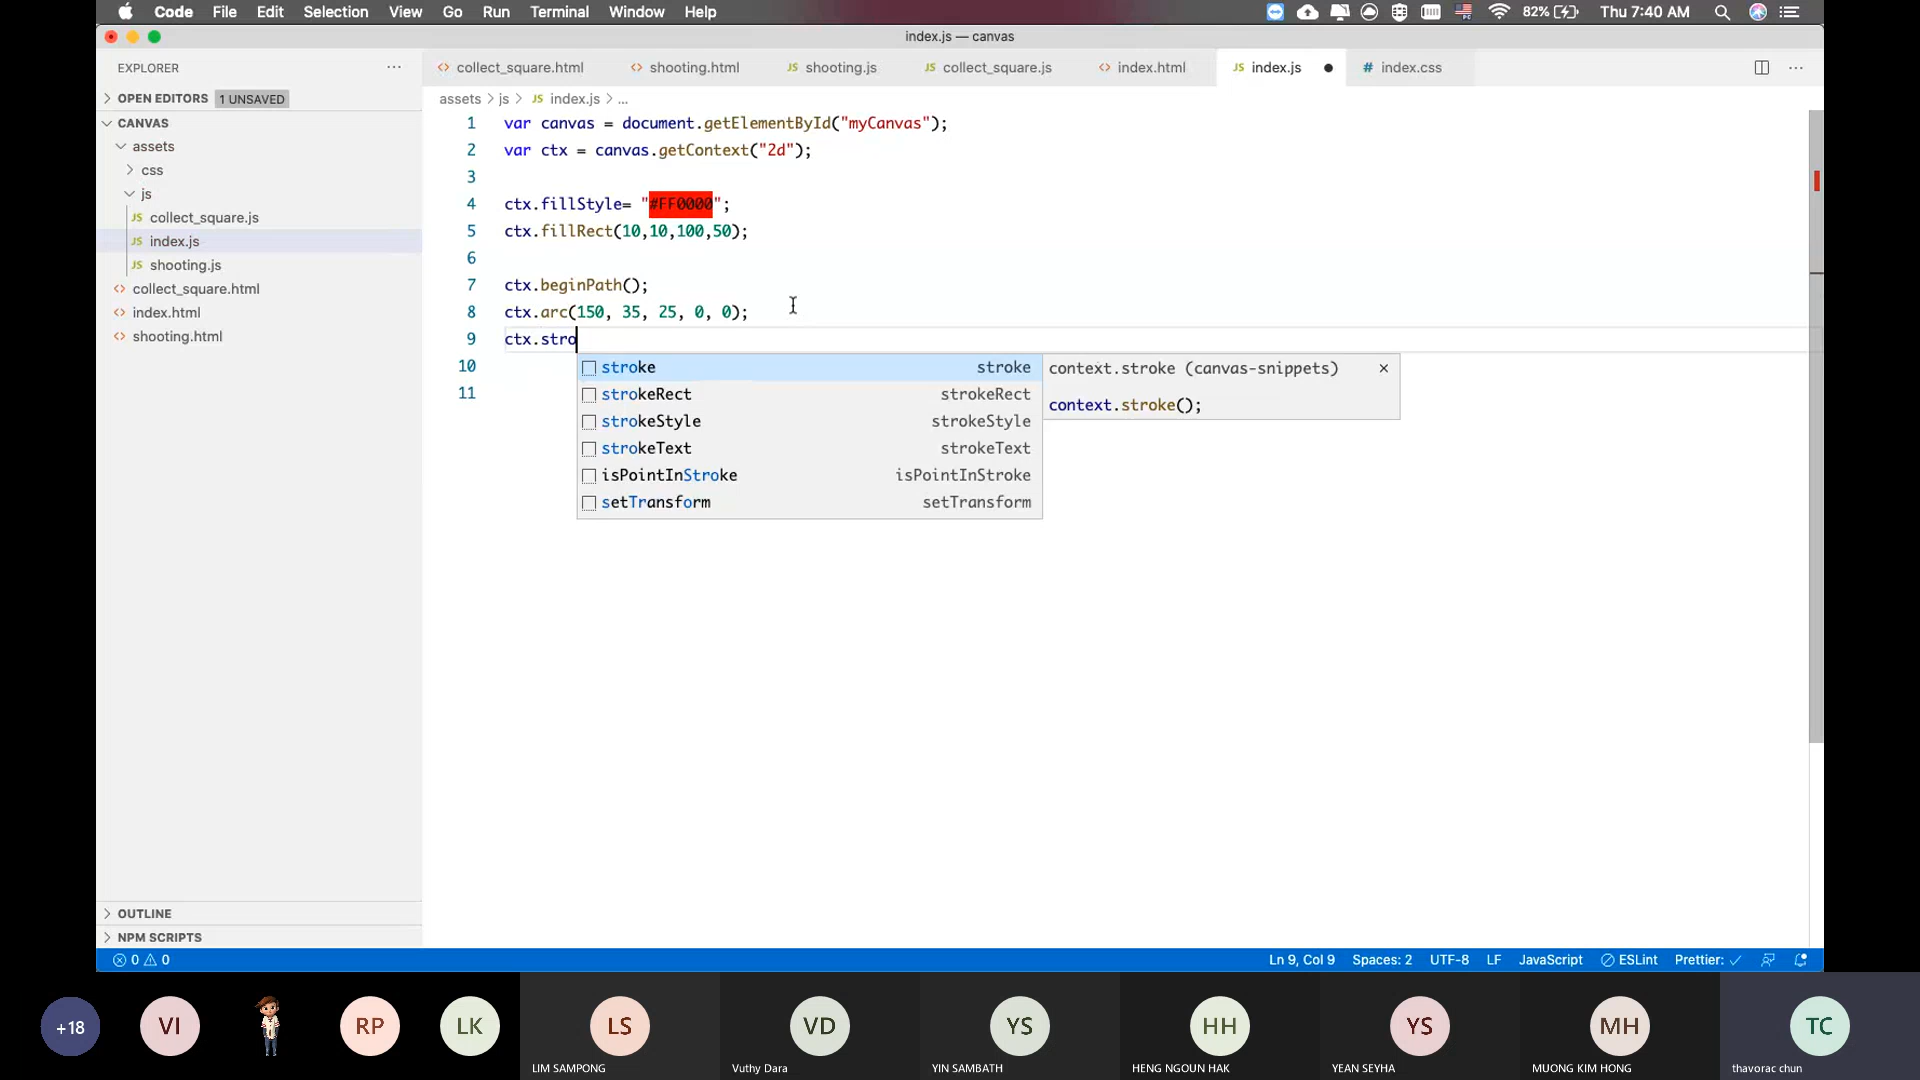 Code File Edit Selection View Go Run Terminal Window Help 82% Thu 7:40 AM
index.js — canvas
EXPLORER
collect_square.html shooting.html JS shooting.js JS collect_square.js index.html JS index.js # index.css
OPEN EDITORS 1 UNSAVED
assets > js > JS index.js > ...
CANVAS
assets
css
js
JS collect_square.js
JS index.js
JS shooting.js
collect_square.html
index.html
shooting.html
OUTLINE
NPM SCRIPTS
1 var canvas = document.getElementById("myCanvas");
2 var ctx = canvas.getContext("2d");
3
4 ctx.fillStyle= "#FF0000";
5 ctx.fillRect(10,10,100,50);
6
7 ctx.beginPath();
8 ctx.arc(150, 35, 25, 0, 0);
9 ctx.stro
10
11
stroke stroke
strokeRect strokeRect
strokeStyle strokeStyle
strokeText strokeText
isPointInStroke isPointInStroke
setTransform setTransform
context.stroke (canvas-snippets) ×
context.stroke();
0 0 Ln 9, Col 9 Spaces: 2 UTF-8 LF JavaScript ESLint Prettier: ✓
+18 VI RP LK LS VD YS HH YS MH TC
LIM SAMPONG Vuthy Dara YIN SAMBATH HENG NGOUN HAK YEAN SEYHA MUONG KIM HONG thavorac chun